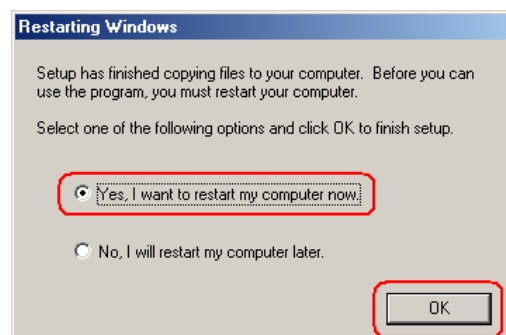 Restarting Windows
Setup has finished copying files to your computer. Before you can
use the program, you must restart your computer.
Select one of the following options and click OK to finish setup.
Yes, I want to restart my computer now.
No, I will restart my computer later.
OK